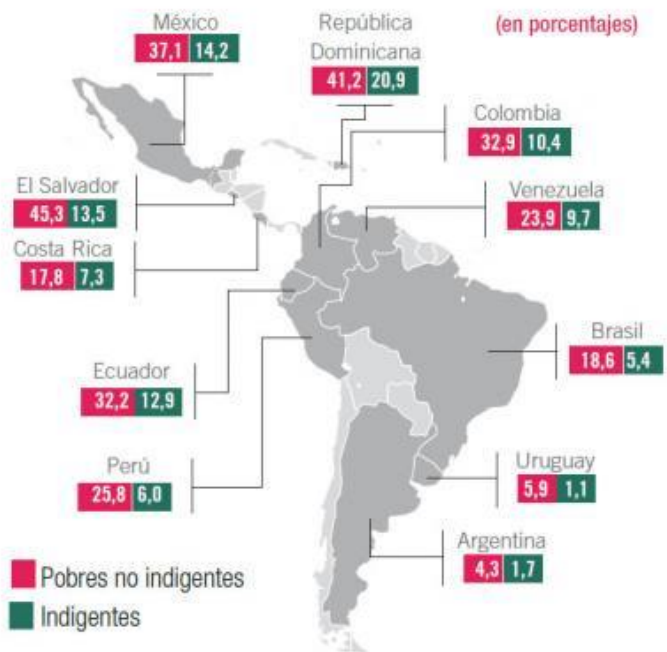 México
37,1 14,2
República
Dominicana
41,2 20,9
(en porcentajes)
Colombia
32,9 10,4
El Salvador
45,3 13,5
Venezuela
23,9 9,7
Costa Rica
17,8 7,3
Brasil
18,6 5,4
Ecuador
32,2 12,9
Perú
25,8 6,0
Uruguay
5,9 1,1
Argentina
4,3 1,7
Pobres no indigentes
Indigentes